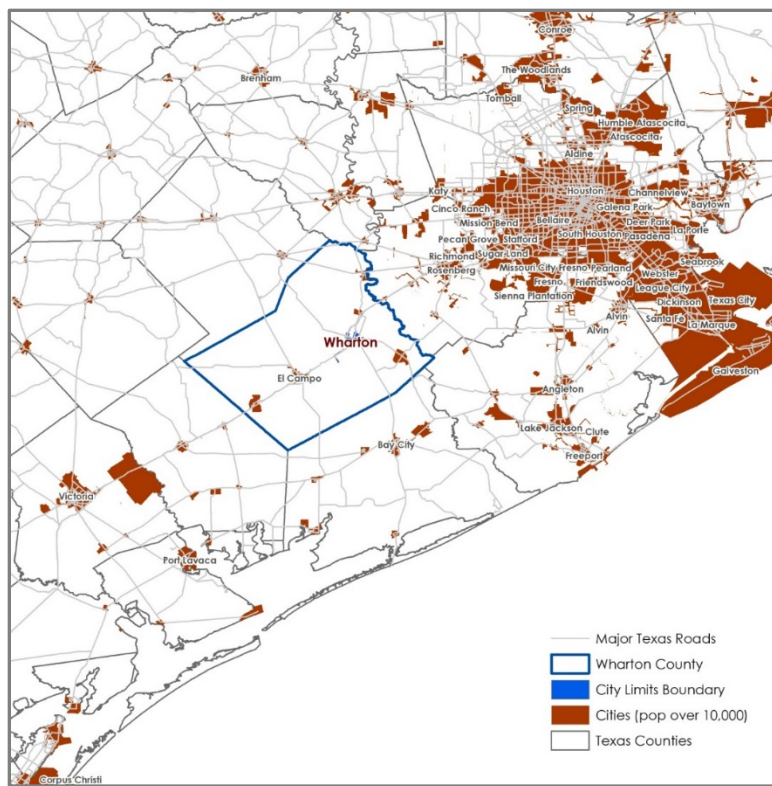 Conroe
Brenham
The Woodlands
Tomball
Spring
Humble Atascocita
Atascocita
Aldine
Katy
Houston
Channelview
Cinco Ranch
Galena Park
Baytown
Mission Bend
Bellaire
Deer Park
La Porte
Pecan Grove Stafford
South Houston
Pasadena
Richmond
Sugar Land
Seabrook
Rosenberg
Missouri City Fresno Pearland
Webster
Fresno
Friendswood
League City
Sienna Plantation
Dickinson
Texas City
Alvin
Santa Fe
La Marque
Wharton
Alvin
Galveston
El Campo
Angleton
Lake Jackson
Clute
Bay City
Freeport
Victoria
Port Lavaca
Corpus Christi
Major Texas Roads
Wharton County
City Limits Boundary
Cities (pop over 10,000)
Texas Counties